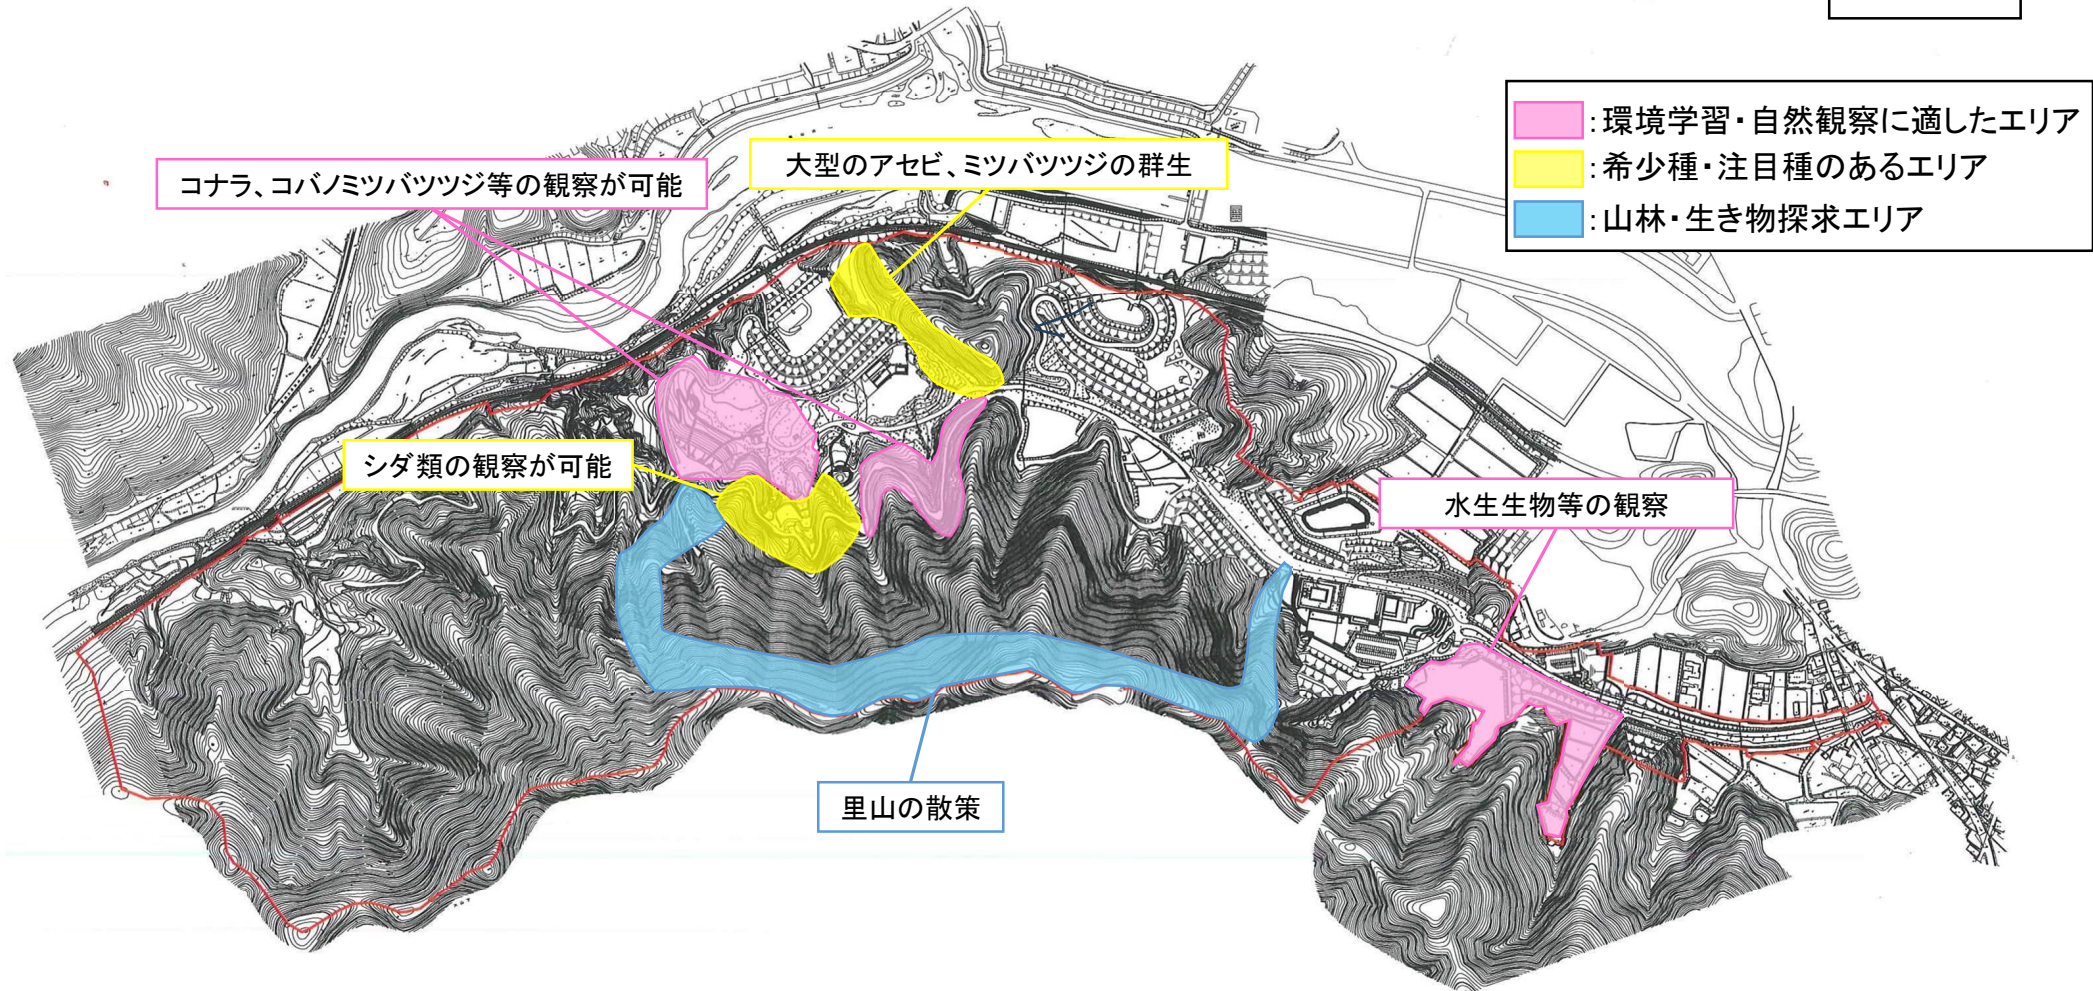 ：環境学習・自然観察に適したエリア
：希少種・注目種のあるエリア
：山林・生き物探求エリア
大型のアセビ、ミツバツツジの群生
コナラ、コバノミツバツツジ等の観察が可能
シダ類の観察が可能
水生生物等の観察
里山の散策